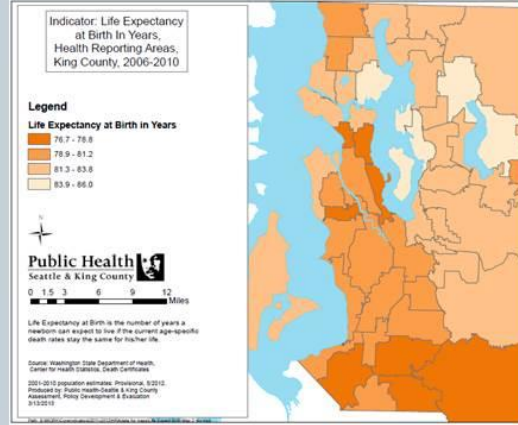 Indicator: Life Expectancy
at Birth In Years,
Health Reporting Areas,
King County, 2006-2010
Legend
Life Expectancy at Birth in Years
76.7 - 78.8
78.9 - 81.2
81.3 - 83.8
83.9 - 86.0
N
Public Health
Seattle & King County
0 1.5 3 6 9 12
Miles
Life Expectancy at Birth is the number of years a
newborn can expect to live if the current age-specific
death rates stay the same for his/her life.
Source: Washington State Department of Health,
Center for Health Statistics, Death Certificates
2001-2010 population estimates: Provisional, 5/2012.
Produced by: Public Health-Seattle & King County
Assessment, Policy Development & Evaluation
3/13/2013